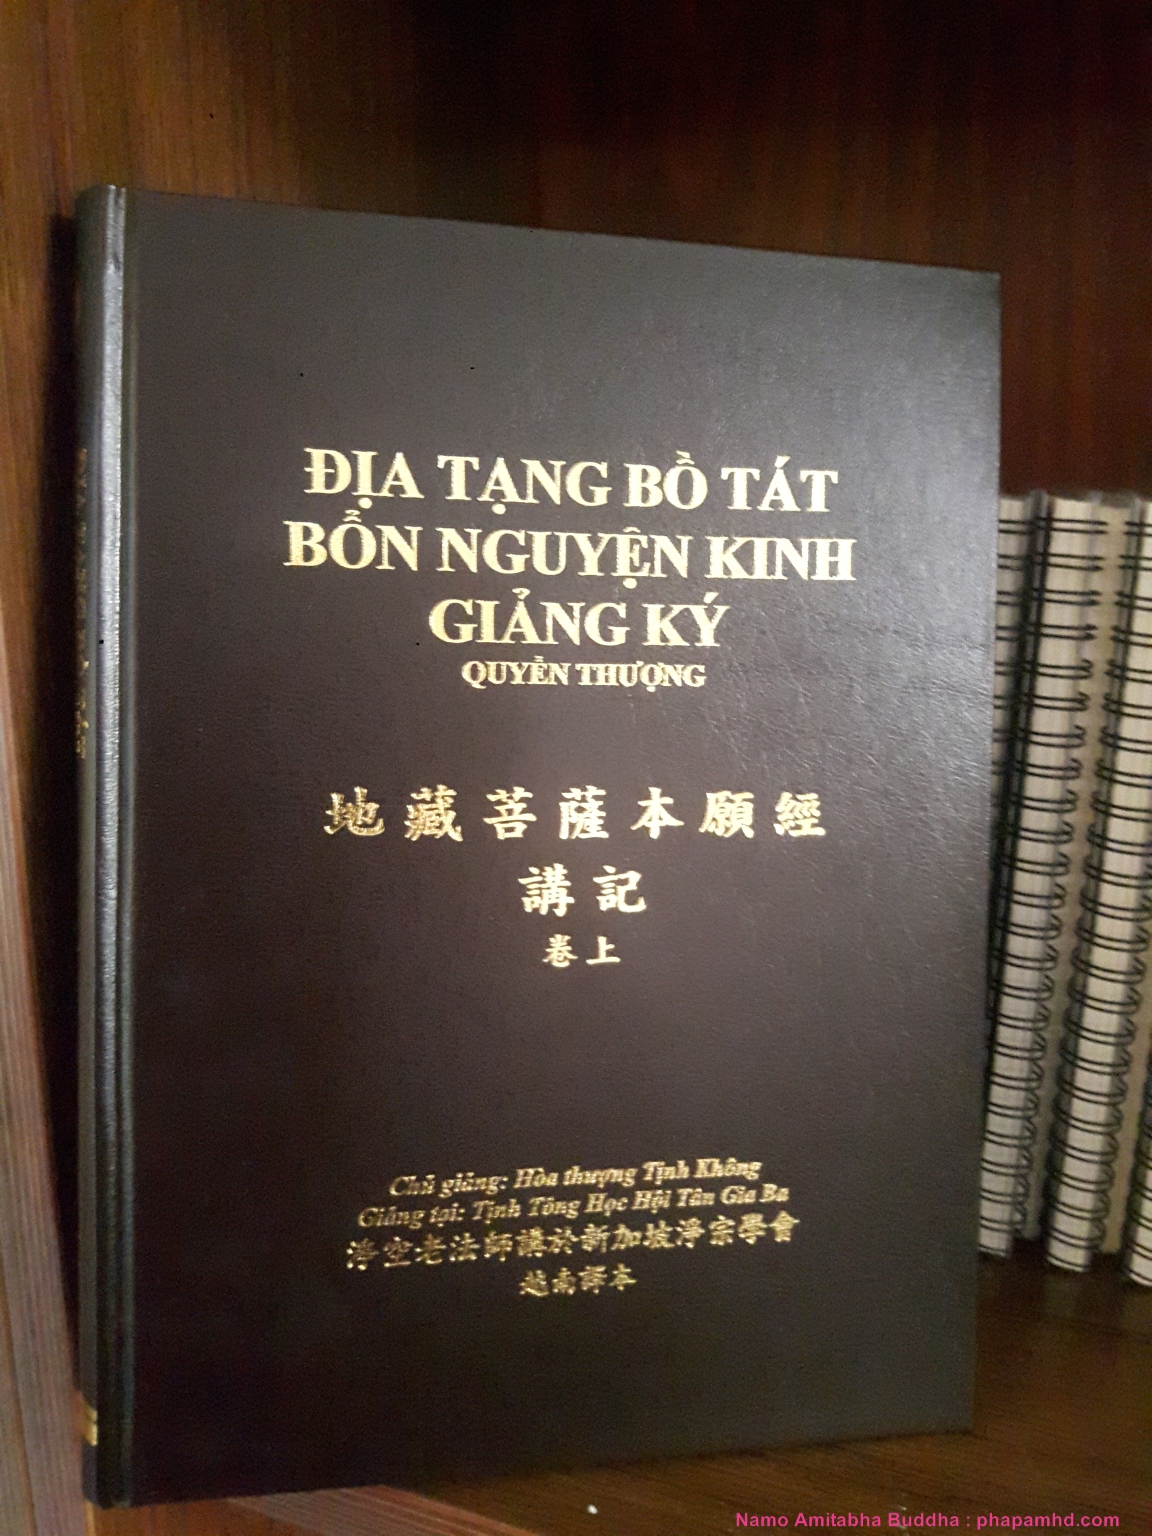 ĐỊA TẠNG BỒ TÁT
BỔN NGUYỆN KINH
GIẢNG KÝ
QUYỂN THƯỢNG
地藏菩薩本願經
講記
卷上
Chủ giảng: Hòa thượng Tịnh Không
Giảng tại: Tịnh Tông Học Hội Tân Gia Ba
淨空老法師講於新加坡淨宗學會
越南譯本
Namo Amitabha Buddha : phapamhd.com